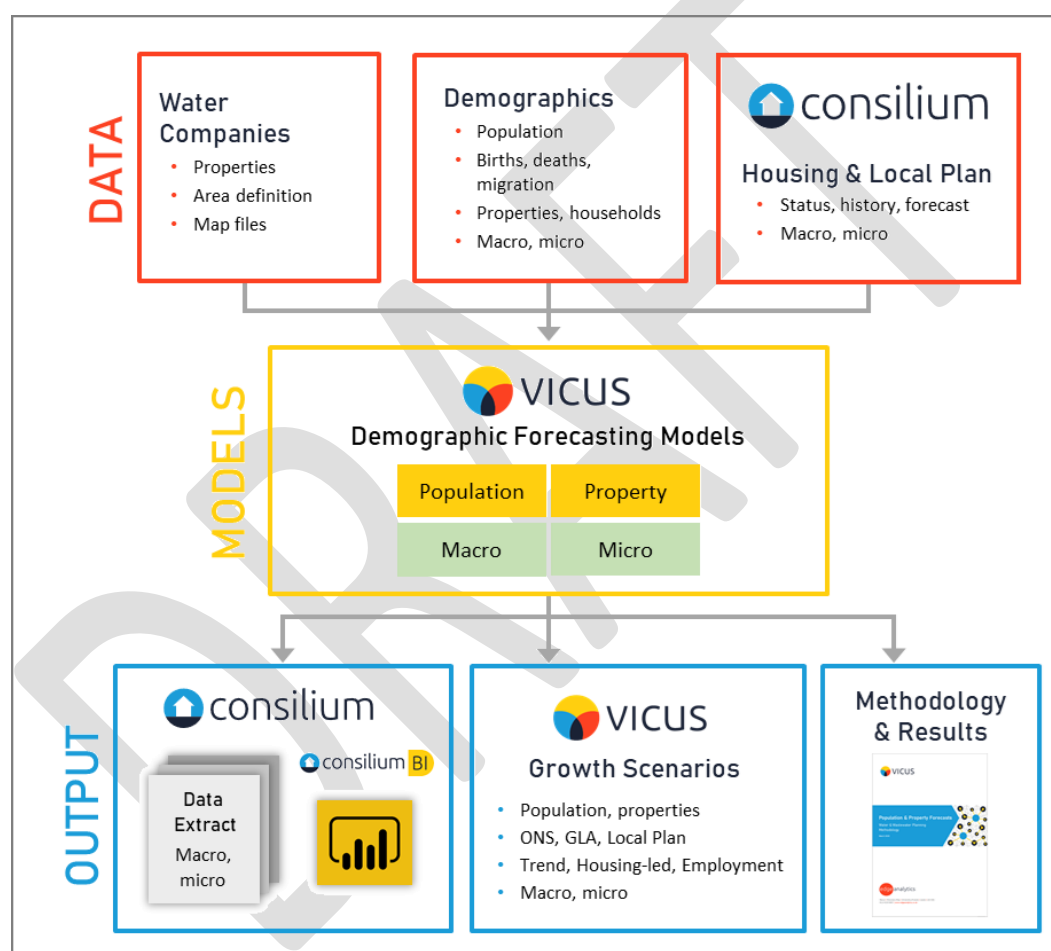 DRAFT
DATA
Water
Companies
• Properties
• Area definition
• Map files
Demographics
• Population
• Births, deaths,
migration
• Properties, households
• Macro, micro
consilium
Housing & Local Plan
• Status, history, forecast
• Macro, micro
MODELS
VICUS
Demographic Forecasting Models
Population
Property
Macro
Micro
OUTPUT
consilium
Data
Extract
Macro,
micro
consilium BI
VICUS
Growth Scenarios
• Population, properties
• ONS, GLA, Local Plan
• Trend, Housing-led, Employment
• Macro, micro
Methodology
& Results
VICUS
Population & Property Forecasts
Methodology
edge analytics